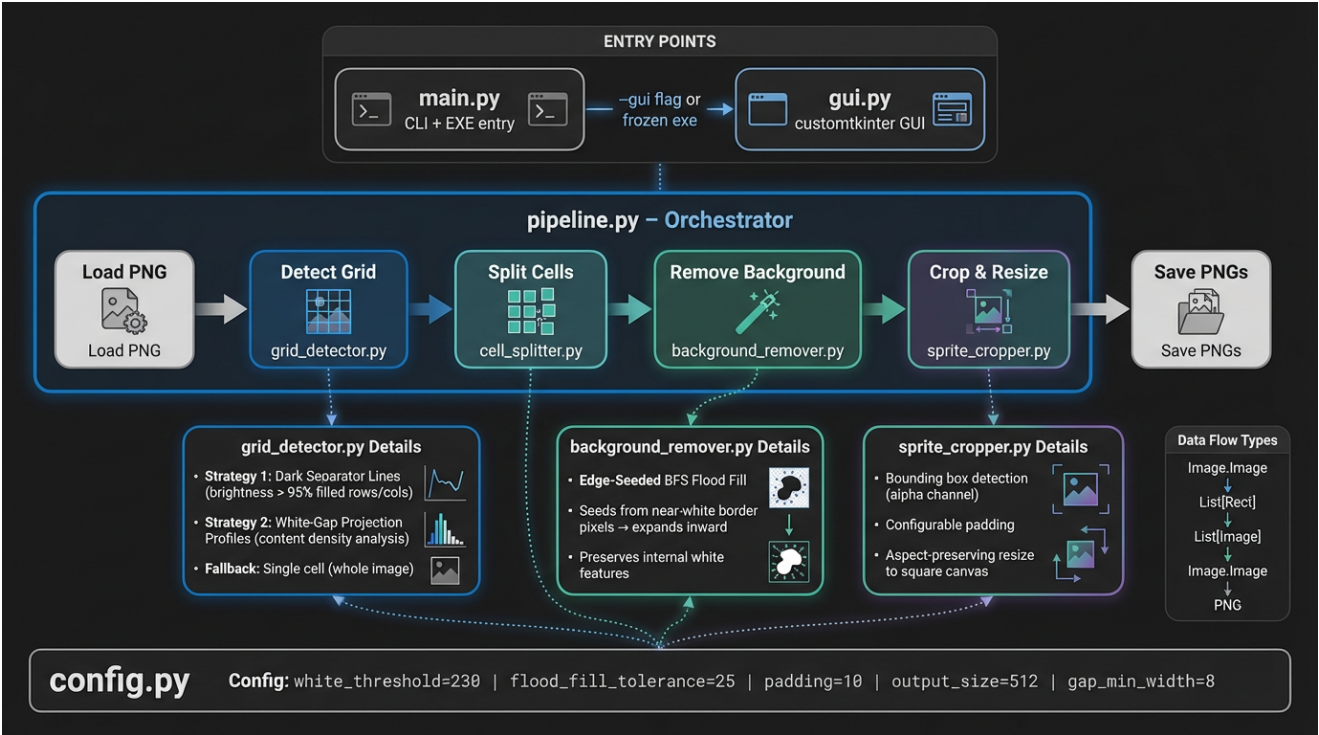 ENTRY POINTS
main.py
CLI + EXE entry
–gui flag or
frozen exe
gui.py
customtkinter GUI
pipeline.py – Orchestrator
Load PNG
Load PNG
Detect Grid
grid_detector.py
Split Cells
cell_splitter.py
Remove Background
background_remover.py
Crop & Resize
sprite_cropper.py
Save PNGs
Save PNGs
grid_detector.py Details
• Strategy 1: Dark Seoarator Lines
(brightness > 95% filled rows/cols)
• Strategy 2: White-Gap Projection
Profiles (content density analysis)
• Fallback: Single cell (whole image)
background_remover.py Details
• Edge-Seeded BFS Flood Fill
• Seeds from near-white border
pixels → expands inward
• Preserves internal white
features
sprite_cropper.py Details
• Bounding box detection
(aipha channel)
• Configurable padding
• Aspect-preserving resize
to square canvas
Data Flow Types
Image.Image
List[Rect]
List[Image]
Image.Image
PNG
config.py
Config: white_threshold=230 | flood_fill_tolerance=25 | padding=10 | output_size=512 | gap_min_width=8